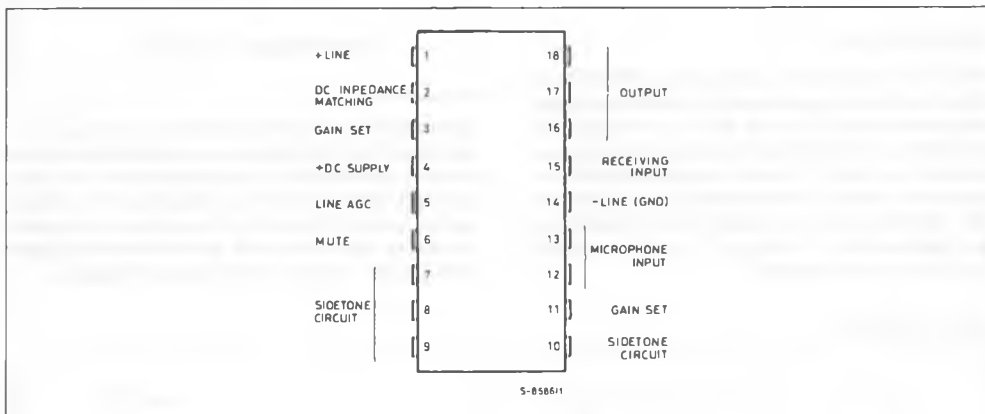 +LINE
1
18
DC INPEDANCE
MATCHING
2
17
OUTPUT
GAIN SET
3
16
+DC SUPPLY
4
15
RECEIVING
INPUT
LINE AGC
5
14
-LINE (GND)
MUTE
6
13
MICROPHONE
INPUT
7
12
SIDETONE
CIRCUIT
8
11
GAIN SET
9
10
SIDETONE
CIRCUIT
S-8586/1